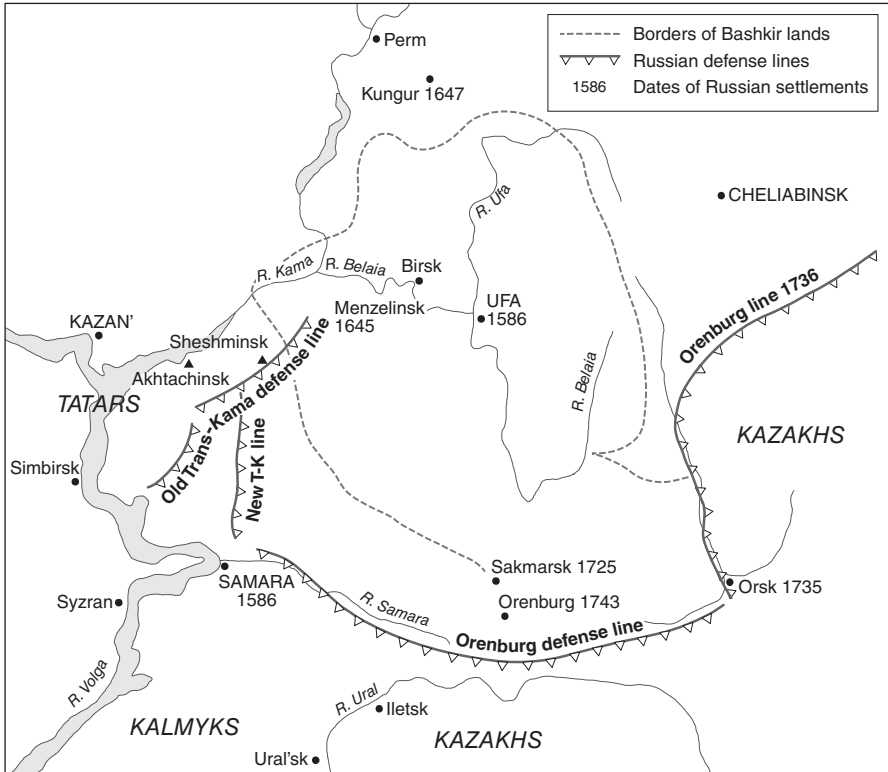 Perm
Kungur 1647
Borders of Bashkir lands
Russian defense lines
1586 Dates of Russian settlements
CHELIABINSK
R. Ufa
R. Kama
R. Belaia
Birsk
Menzelinsk
1645
UFA
1586
Orenburg line 1736
KAZAN'
Sheshminsk
Akhtachinsk
TATARS
Old Trans-Kama defense line
New T-K line
R. Belaia
KAZAKHS
Simbirsk
SAMARA
1586
Syzran
R. Samara
Sakmarsk 1725
Orenburg 1743
Orsk 1735
Orenburg defense line
R. Volga
KALMYKS
R. Ural
Iletsk
Ural'sk
KAZAKHS